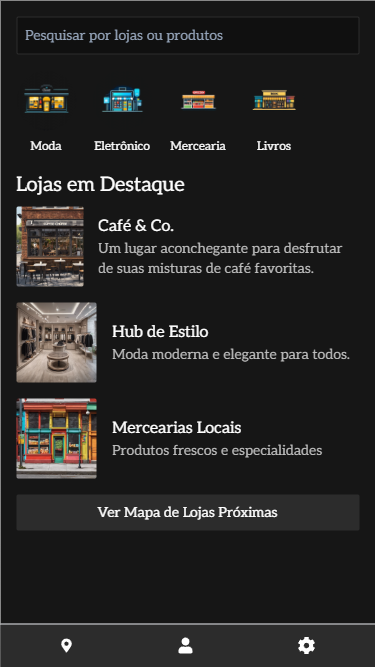 Pesquisar por lojas ou produtos
Moda
Eletrônico
Mercearia
Livros
Lojas em Destaque
Café & Co.
Um lugar aconchegante para desfrutar
de suas misturas de café favoritas.
Hub de Estilo
Moda moderna e elegante para todos.
Mercearias Locais
Produtos frescos e especialidades
Ver Mapa de Lojas Próximas